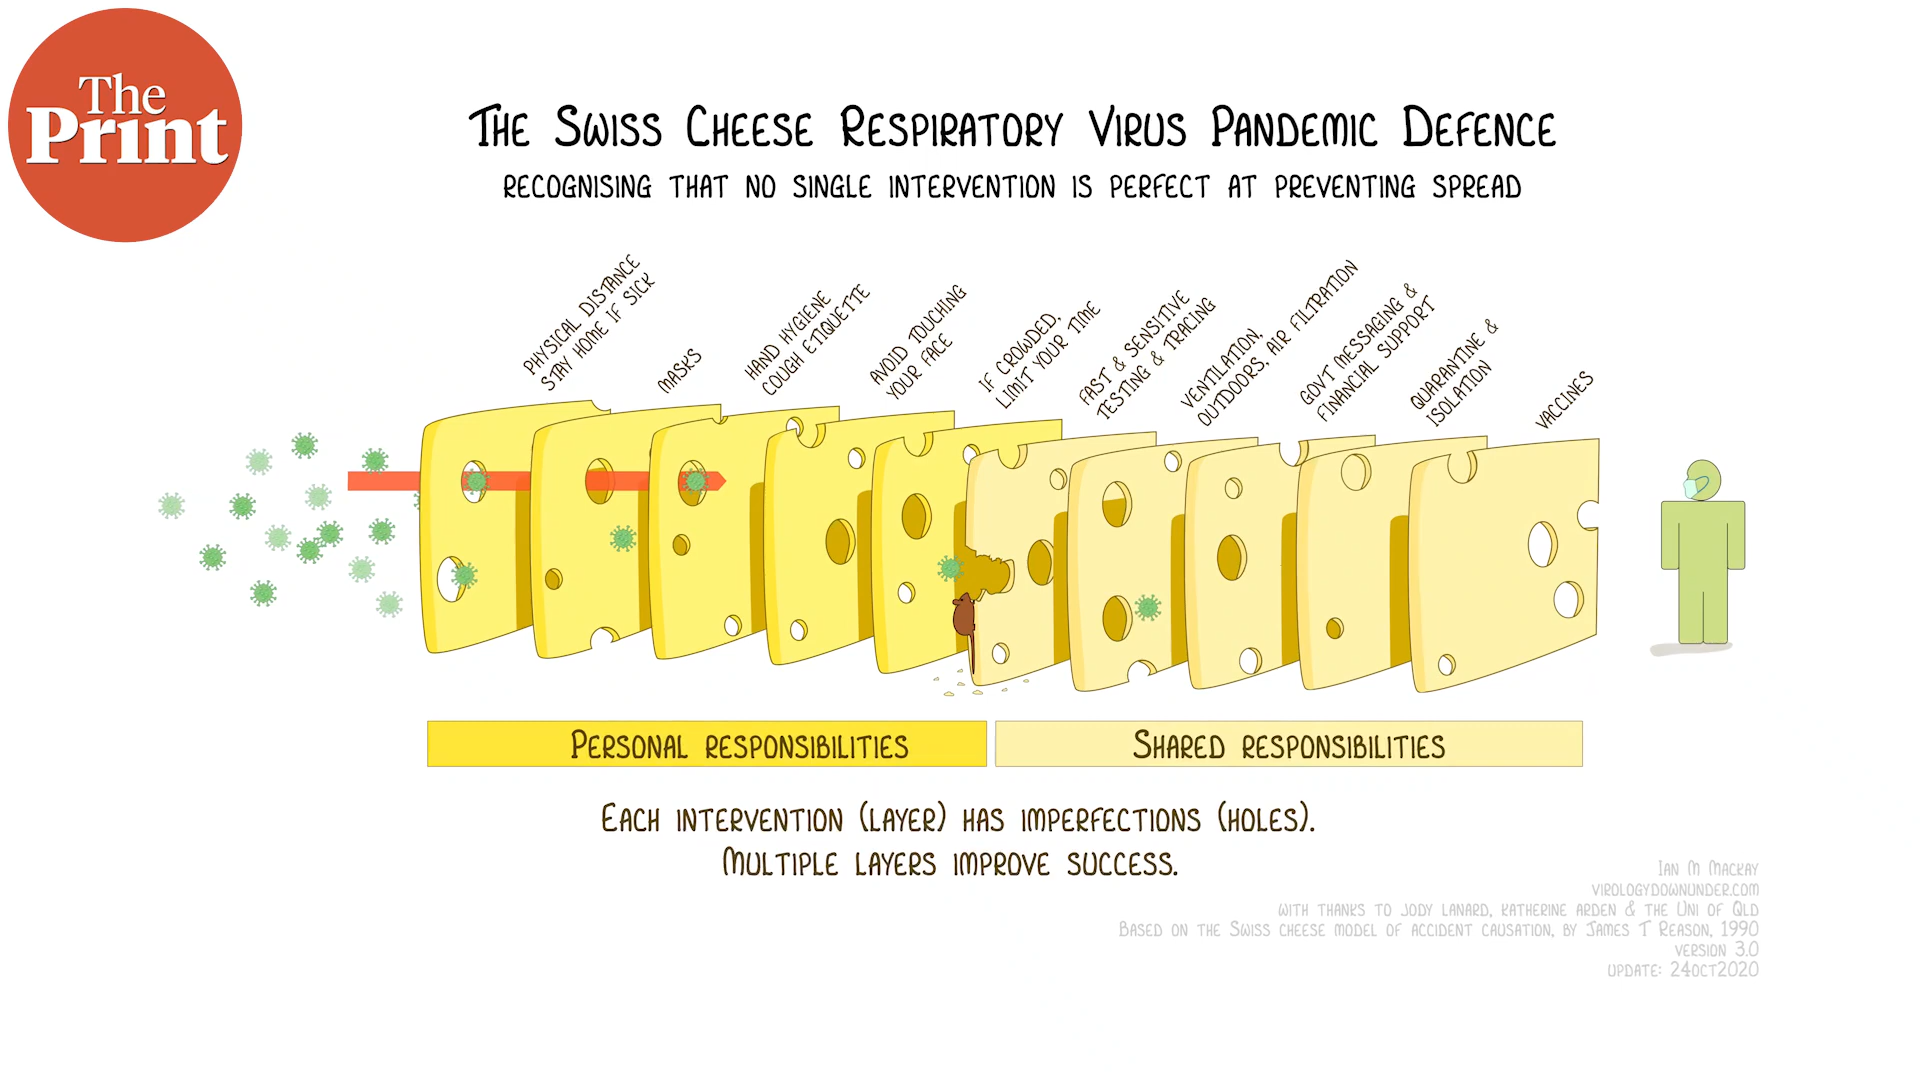 The
Print
The Swiss Cheese Respiratory Virus Pandemic Defence
recognising that no single intervention is perfect at preventing spread
Physical distance
stay home if sick
Masks
Hand hygiene
cough etiquette
Avoid touching
your face
If crowded,
limit your time
Fast & sensitive
testing & tracing
Ventilation,
outdoors, air filtration
Govt messaging &
financial support
Quarantine &
isolation
Vaccines
Personal responsibilities
Shared responsibilities
Each intervention (layer) has imperfections (holes).
Multiple layers improve success.
Ian M Mackay
virologydownunder.com
with thanks to Jody Lanard, Katherine Arden & the Uni of Qld
Based on the Swiss cheese model of accident causation, by James T Reason, 1990
version 3.0
update: 24oct2020